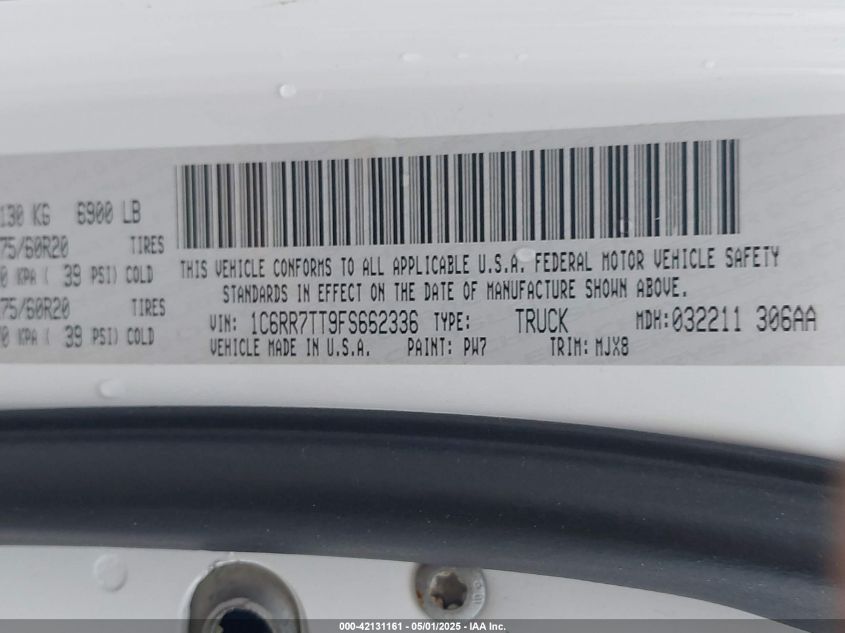 130 KG 6900 LB
75/60R20 TIRES
0 KPA ( 39 PSI) COLD
75/60R20 TIRES
0 KPA ( 39 PSI) COLD
THIS VEHICLE CONFORMS TO ALL APPLICABLE U.S.A. FEDERAL MOTOR VEHICLE SAFETY
STANDARDS IN EFFECT ON THE DATE OF MANUFACTURE SHOWN ABOVE.
VIN: 1C6RR7TT9FS662336 TYPE: TRUCK MDH: 032211 306AA
VEHICLE MADE IN U.S.A. PAINT: PW7 TRIM: MJX8
000-42131161 - 05/01/2025 - IAA Inc.